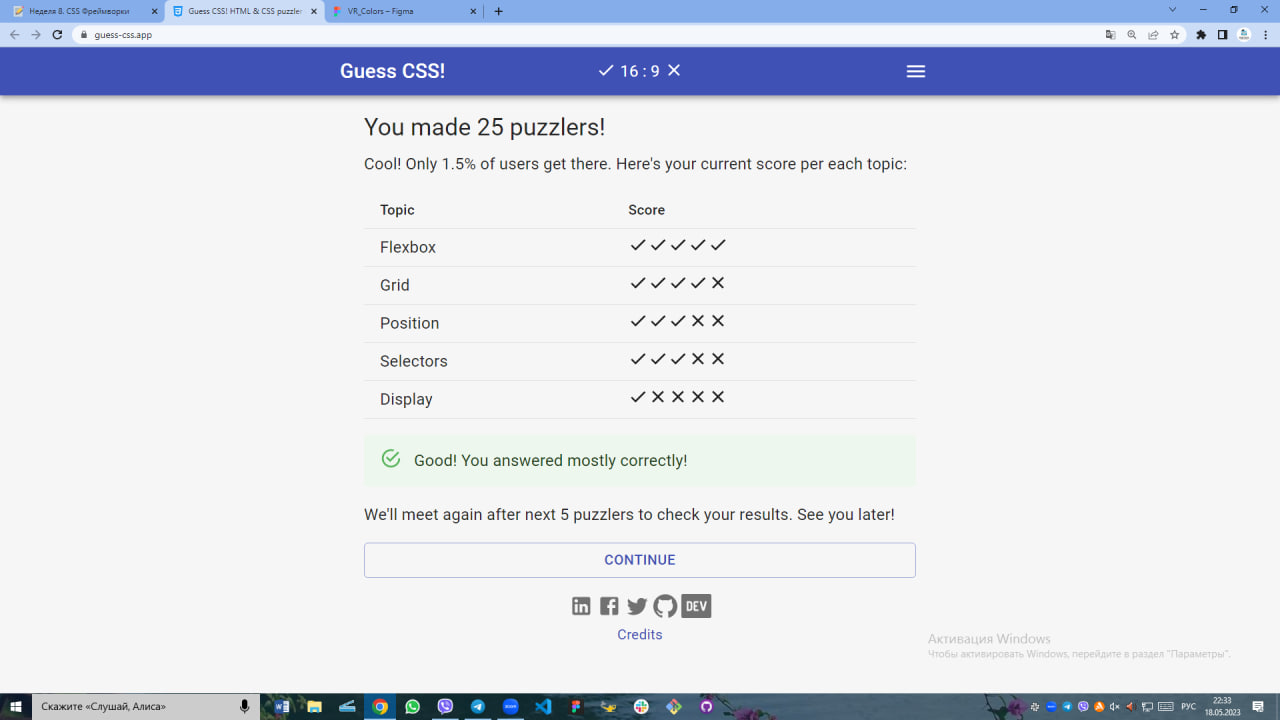 Неделя 8. CSS Фреймворки
Guess CSS! HTML & CSS puzzler
VR_Colors – Figma
guess-css.app
Guess CSS!
16 : 9
You made 25 puzzlers!
Cool! Only 1.5% of users get there. Here's your current score per each topic:
Topic Score
Flexbox
Grid
Position
Selectors
Display
Good! You answered mostly correctly!
We'll meet again after next 5 puzzlers to check your results. See you later!
CONTINUE
DEV
Credits
Активация Windows
Чтобы активировать Windows, перейдите в раздел "Параметры".
Скажите «Слушай, Алиса»
zoom
РУС
22:33
18.05.2023